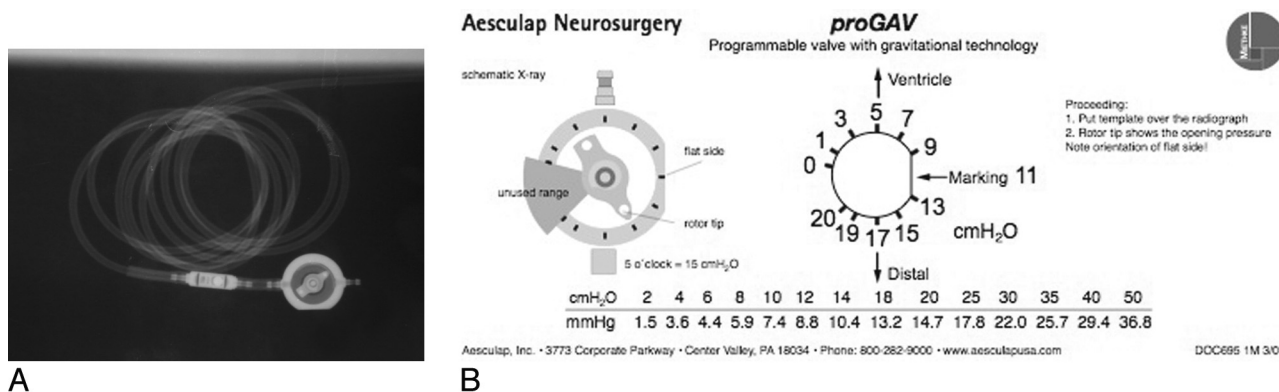 Aesculap Neurosurgery
proGAV
Programmable valve with gravitational technology
MIETHKE
schematic X-ray
flat side
unused range
rotor tip
5 o'clock = 15 cmH₂O
Ventricle
5
3
7
1
9
0
Marking 11
13
20
19
17
15
cmH₂O
Distal
Proceeding:
1. Put template over the radiograph
2. Rotor tip shows the opening pressure
Note orientation of flat side!
cmH₂O 2 4 6 8 10 12 14 18 20 25 30 35 40 50
mmHg 1.5 3.6 4.4 5.9 7.4 8.8 10.4 13.2 14.7 17.8 22.0 25.7 29.4 36.8
Aesculap, Inc. • 3773 Corporate Parkway • Center Valley, PA 18034 • Phone: 800-282-9000 • www.aesculapusa.com
DOC695 1M 3/0
A
B